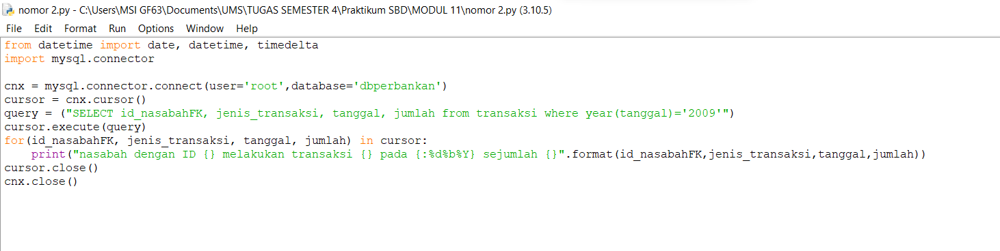 nomor 2.py - C:\Users\MSI GF63\Documents\UMS\TUGAS SEMESTER 4\Praktikum SBD\MODUL 11\nomor 2.py (3.10.5)
File Edit Format Run Options Window Help
from datetime import date, datetime, timedelta
import mysql.connector

cnx = mysql.connector.connect(user='root',database='dbperbankan')
cursor = cnx.cursor()
query = ("SELECT id_nasabahFK, jenis_transaksi, tanggal, jumlah from transaksi where year(tanggal)='2009'")
cursor.execute(query)
for(id_nasabahFK, jenis_transaksi, tanggal, jumlah) in cursor:
    print("nasabah dengan ID {} melakukan transaksi {} pada {:%d%b%Y} sejumlah {}".format(id_nasabahFK,jenis_transaksi,tanggal,jumlah))
cursor.close()
cnx.close()